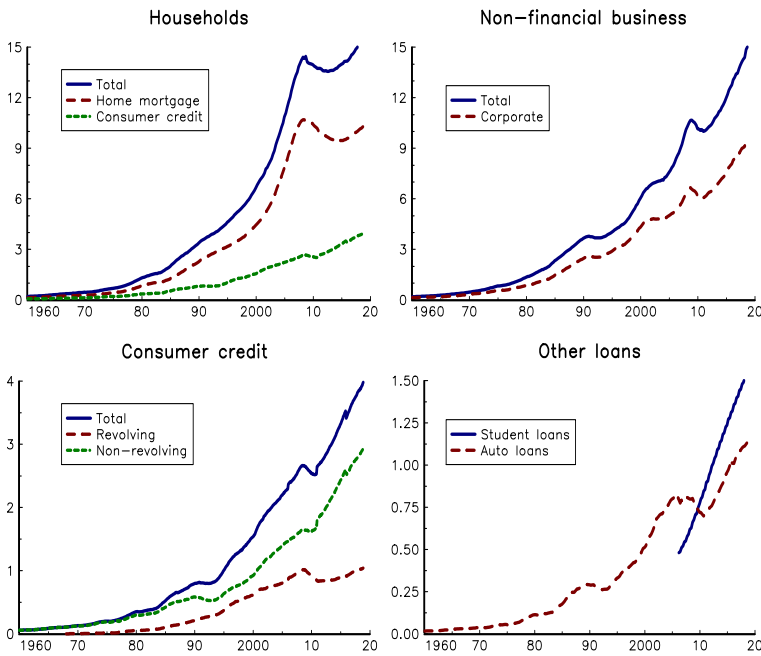 Households
15
12
9
6
3
0
Total
Home mortgage
Consumer credit
1960 70 80 90 2000 10 20
Non-financial business
15
12
9
6
3
0
Total
Corporate
1960 70 80 90 2000 10 20
Consumer credit
4
3
2
1
0
Total
Revolving
Non-revolving
1960 70 80 90 2000 10 20
Other loans
1.50
1.25
1.00
0.75
0.50
0.25
0.00
Student loans
Auto loans
1960 70 80 90 2000 10 20